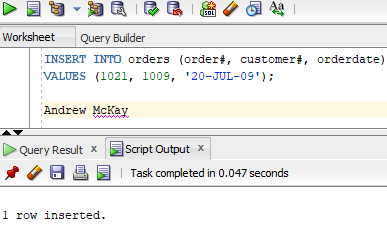 Worksheet Query Builder
INSERT INTO orders (order#, customer#, orderdate)
VALUES (1021, 1009, '20-JUL-09');
Andrew McKay
Query Result x Script Output x
Task completed in 0.047 seconds
1 row inserted.